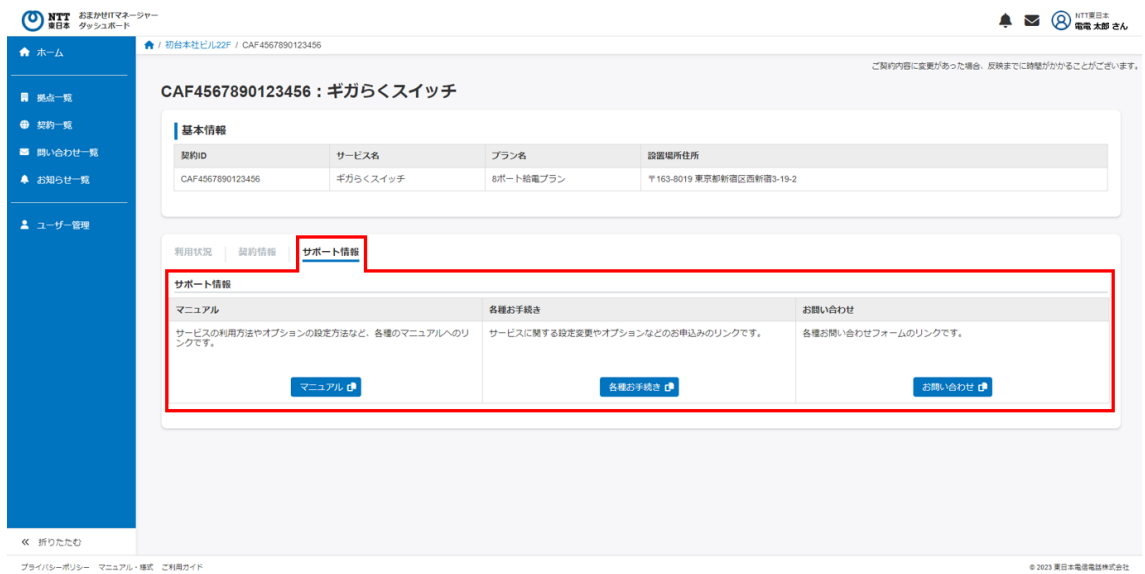 NTT 東日本
おまかせITマネージャー
ダッシュボード
NTT東日本
電電 太郎 さん
ホーム
/ 初台本社ビル22F / CAF4567890123456
ご契約内容に変更があった場合、反映までに時間がかかることがございます。
拠点一覧
契約一覧
問い合わせ一覧
お知らせ一覧
ユーザー管理
CAF4567890123456：ギガらくスイッチ
基本情報
契約ID サービス名 プラン名 設置場所住所
CAF4567890123456 ギガらくスイッチ 8ポート給電プラン 〒163-8019 東京都新宿区西新宿3-19-2
利用状況 契約情報 サポート情報
サポート情報
マニュアル 各種お手続き お問い合わせ
サービスの利用方法やオプションの設定方法など、各種のマニュアルへのリ
ンクです。
サービスに関する設定変更やオプションなどのお申込みのリンクです。
各種お問い合わせフォームのリンクです。
マニュアル 各種お手続き お問い合わせ
折りたたむ
プライバシーポリシー マニュアル・様式 ご利用ガイド
© 2023 東日本電信電話株式会社